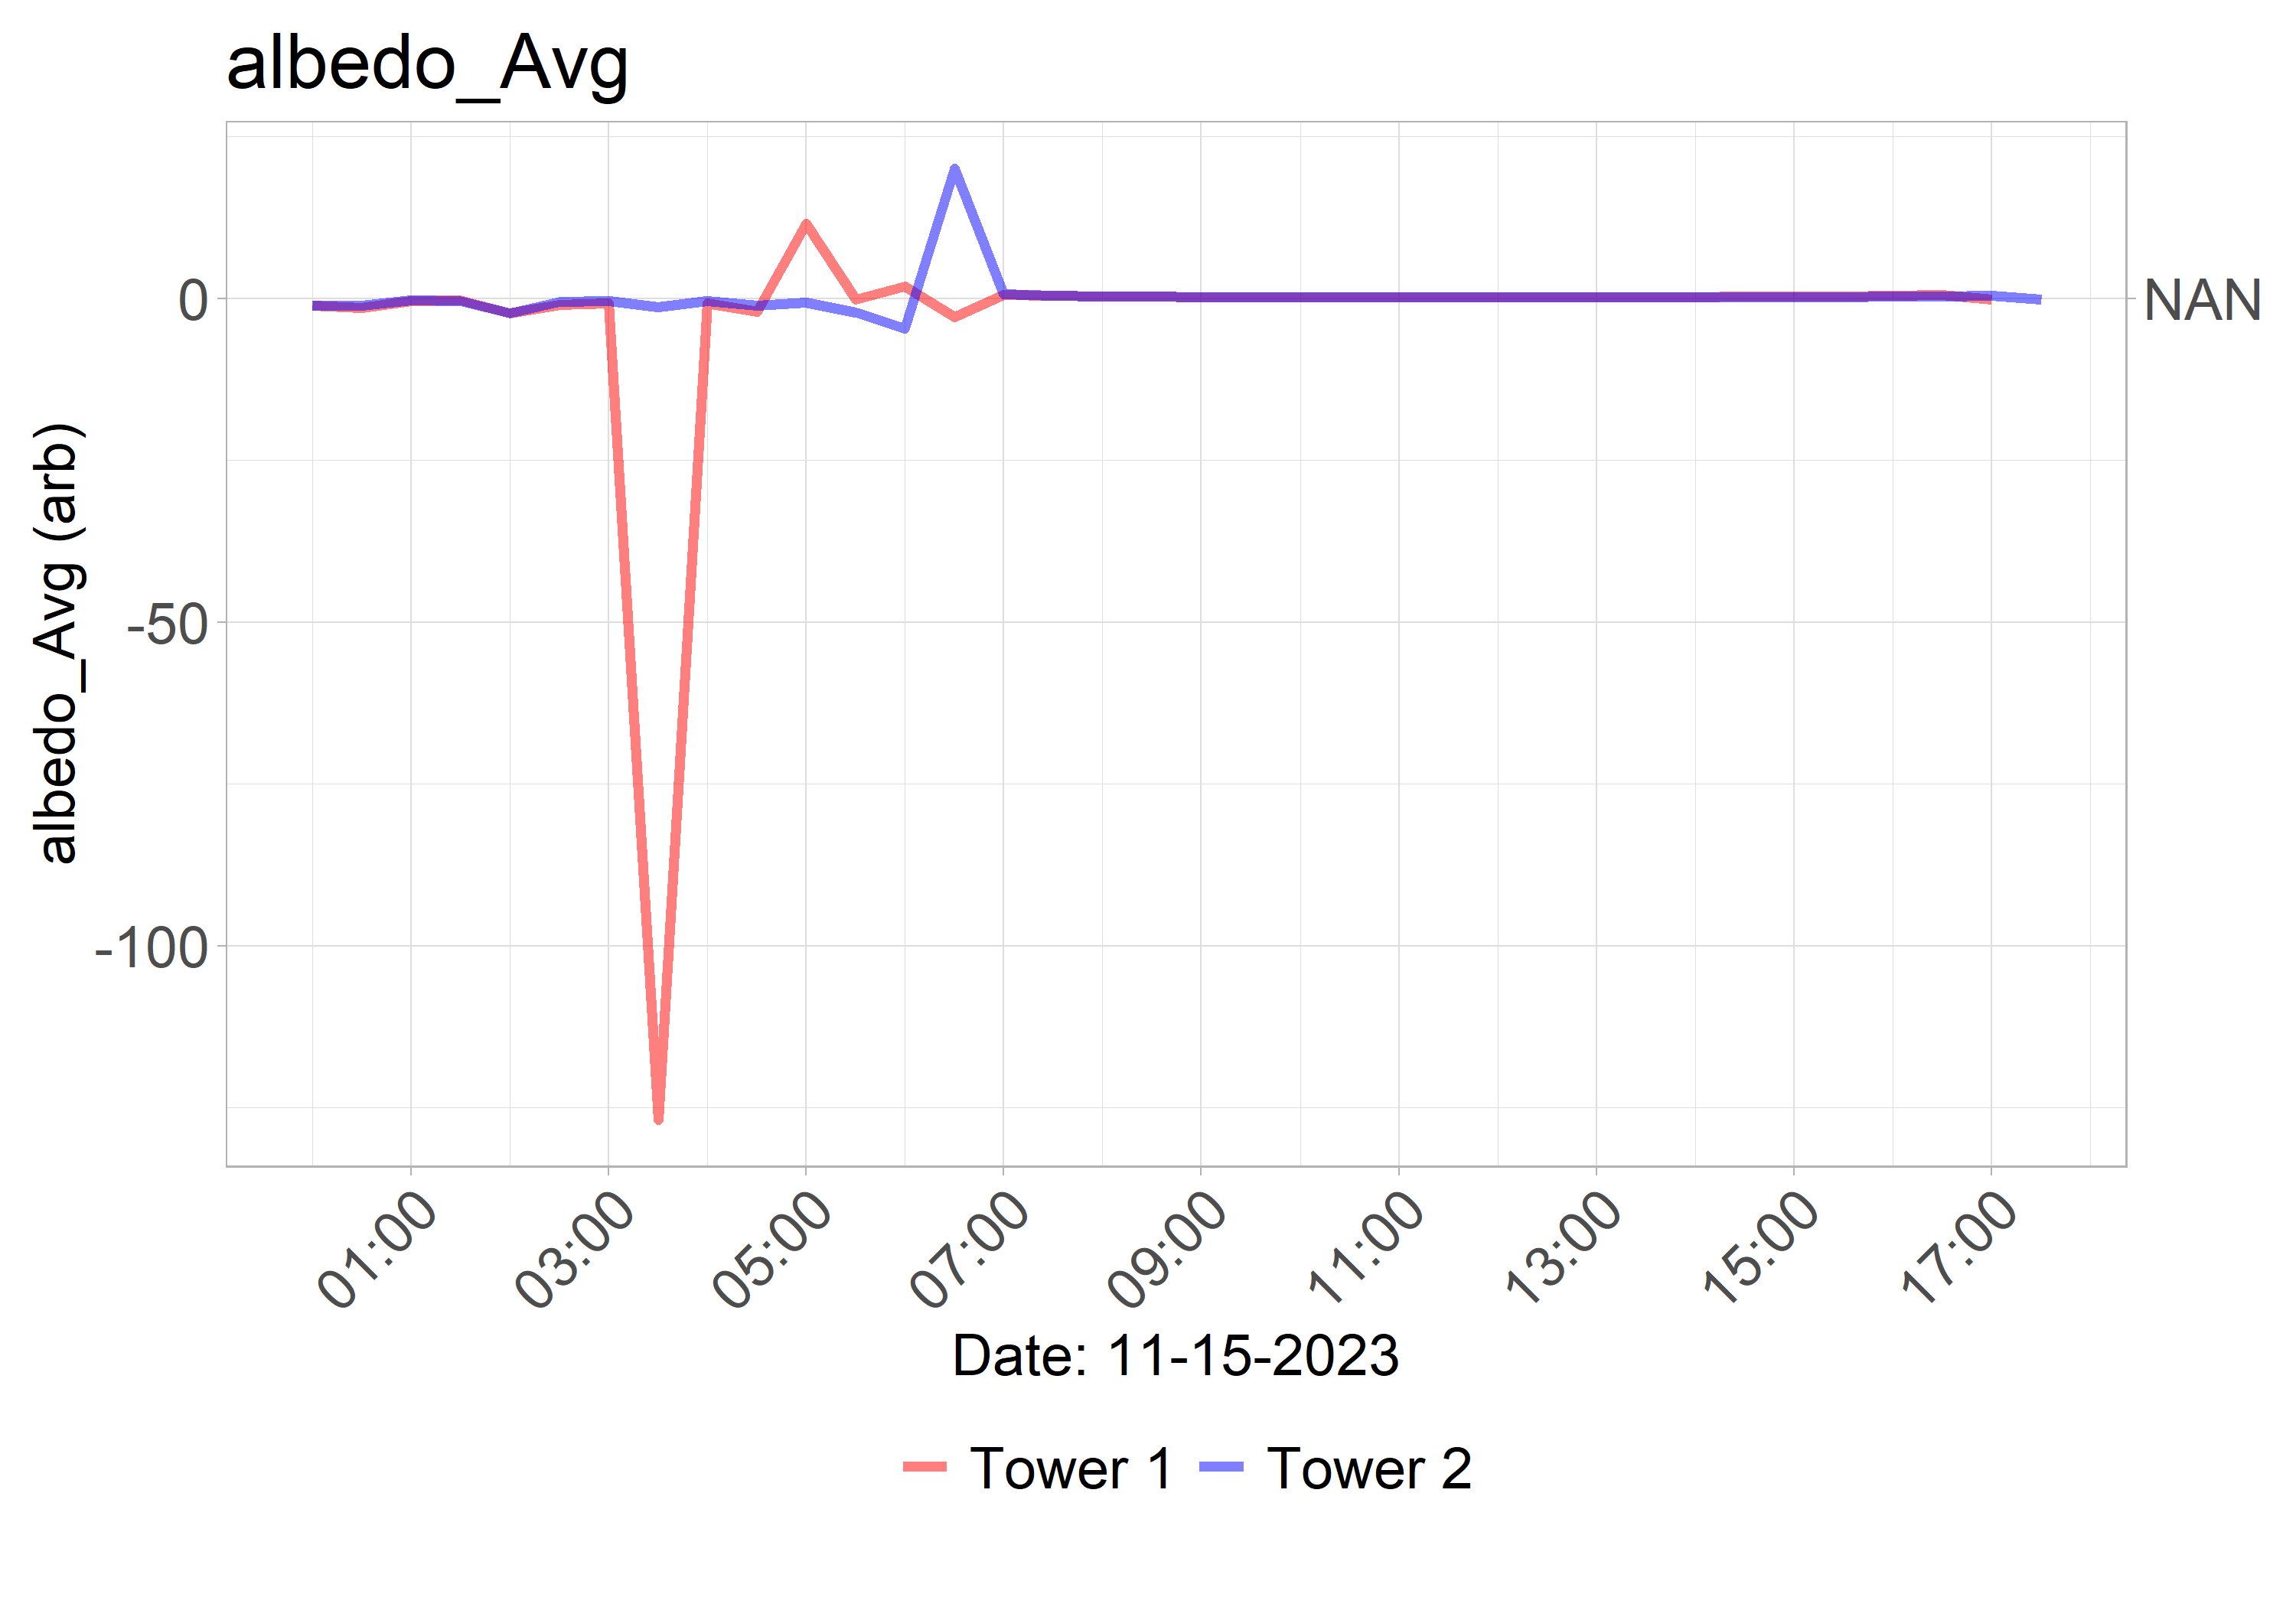 albedo_Avg
albedo_Avg (arb)
0
-50
-100
NAN
01:00
03:00
05:00
07:00
09:00
11:00
13:00
15:00
17:00
Date: 11-15-2023
Tower 1
Tower 2